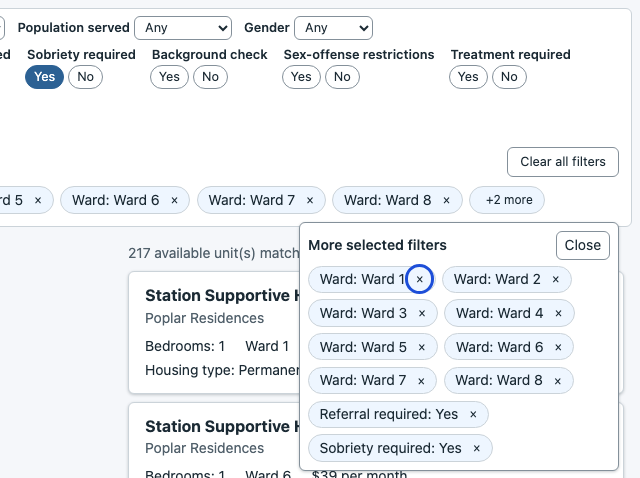 Population served Any Gender Any
ed Sobriety required Background check Sex-offense restrictions Treatment required
Yes No Yes No Yes No Yes No
Clear all filters
rd 5 × Ward: Ward 6 × Ward: Ward 7 × Ward: Ward 8 × +2 more
217 available unit(s) match
More selected filters Close
Ward: Ward 1 × Ward: Ward 2 ×
Ward: Ward 3 × Ward: Ward 4 ×
Ward: Ward 5 × Ward: Ward 6 ×
Ward: Ward 7 × Ward: Ward 8 ×
Referral required: Yes ×
Sobriety required: Yes ×
Station Supportive H
Poplar Residences
Bedrooms: 1 Ward 1
Housing type: Permaner
Station Supportive H
Poplar Residences
Bedrooms: 1 Ward 6 $39 per month